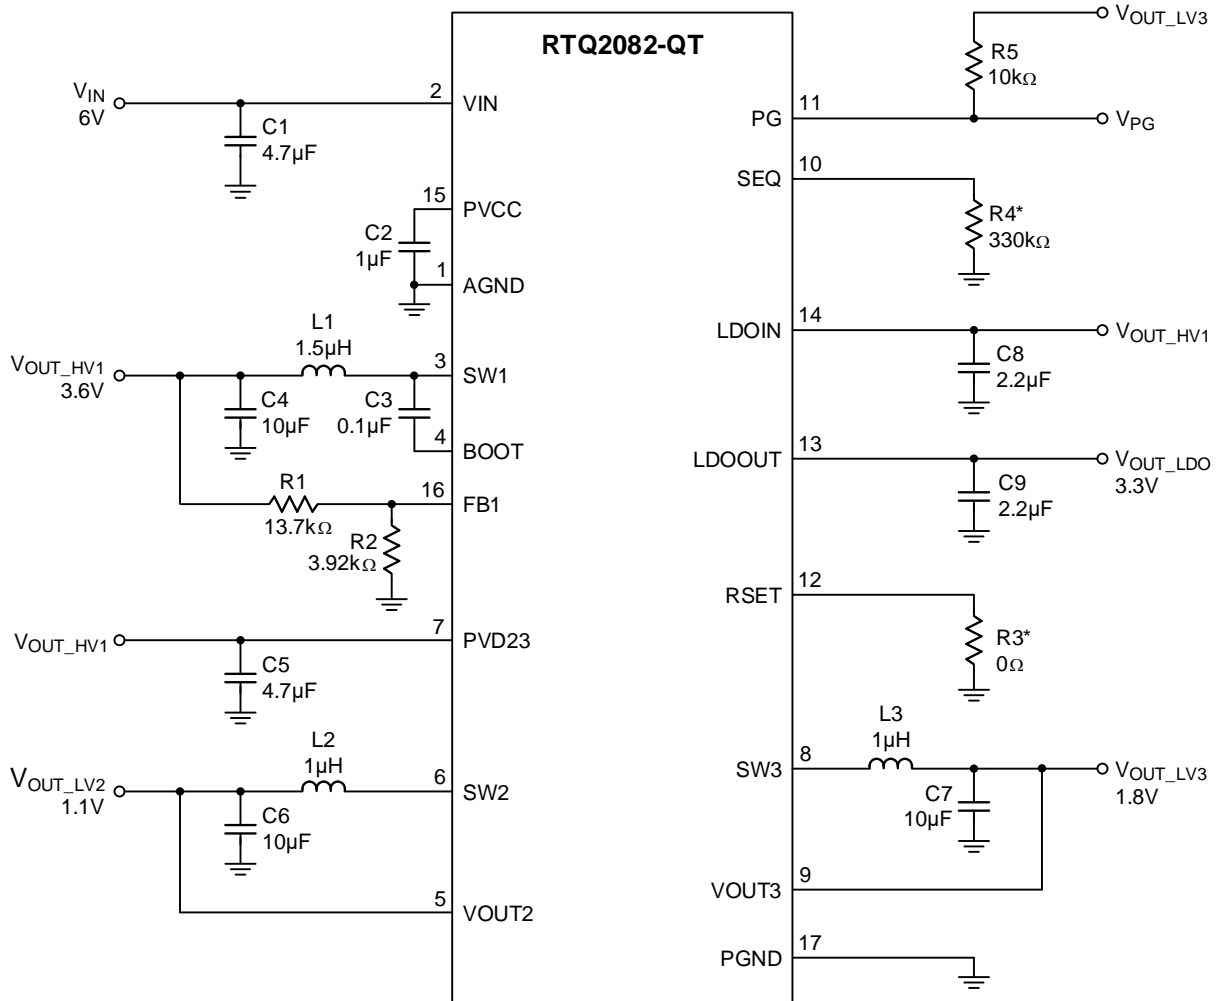 RTQ2082-QT
VIN
6V
C1
4.7µF
2
VIN
15
PVCC
C2
1µF
1
AGND
L1
1.5µH
VOUT_HV1
3.6V
3
SW1
C4
10µF
C3
0.1µF
4
BOOT
R1
13.7kΩ
16
FB1
R2
3.92kΩ
VOUT_HV1
7
PVD23
C5
4.7µF
L2
1µH
VOUT_LV2
1.1V
6
SW2
C6
10µF
5
VOUT2
VOUT_LV3
R5
10kΩ
PG
11
VPG
SEQ
10
R4*
330kΩ
LDOIN
14
VOUT_HV1
C8
2.2µF
LDOOUT
13
VOUT_LDO
3.3V
C9
2.2µF
RSET
12
R3*
0Ω
L3
1µH
SW3
8
VOUT_LV3
1.8V
C7
10µF
VOUT3
9
PGND
17